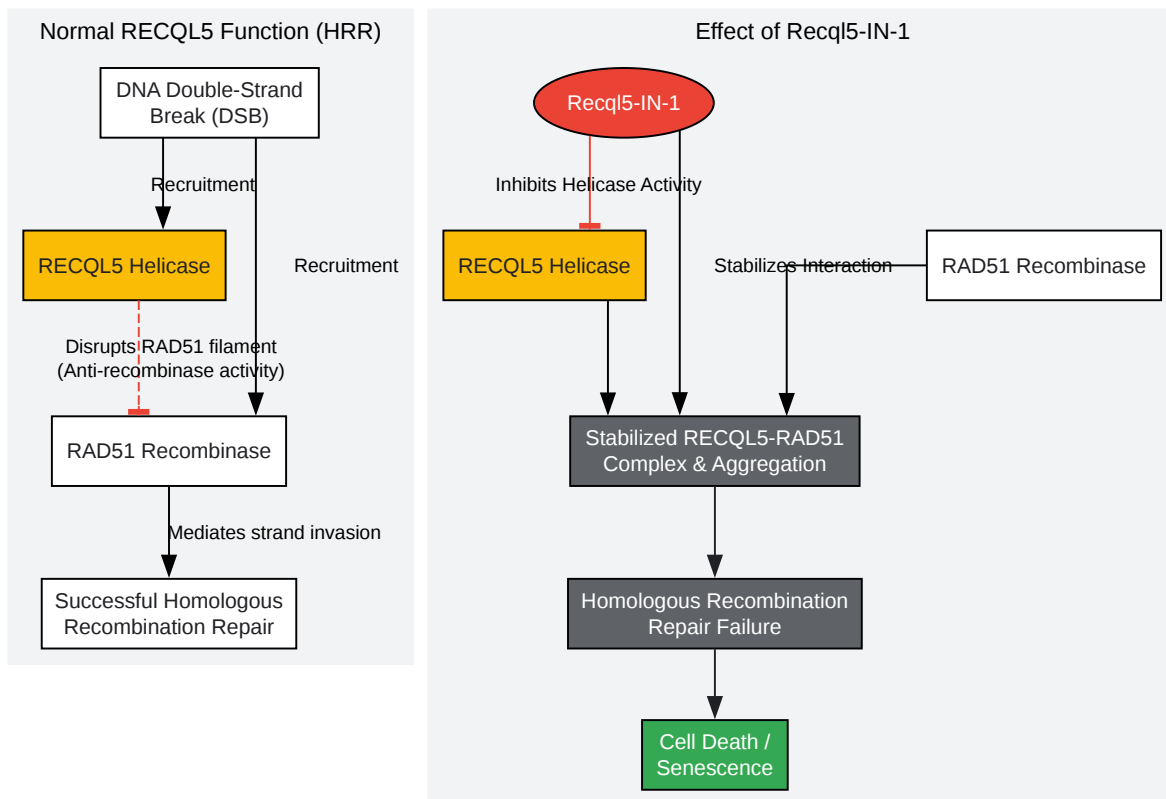 Normal RECQL5 Function (HRR)
DNA Double-Strand
Break (DSB)
Recruitment
RECQL5 Helicase
Recruitment
Disrupts RAD51 filament
(Anti-recombinase activity)
RAD51 Recombinase
Mediates strand invasion
Successful Homologous
Recombination Repair
Effect of Recql5-IN-1
Recql5-IN-1
Inhibits Helicase Activity
RECQL5 Helicase
Stabilizes Interaction
RAD51 Recombinase
Stabilized RECQL5-RAD51
Complex & Aggregation
Homologous Recombination
Repair Failure
Cell Death /
Senescence